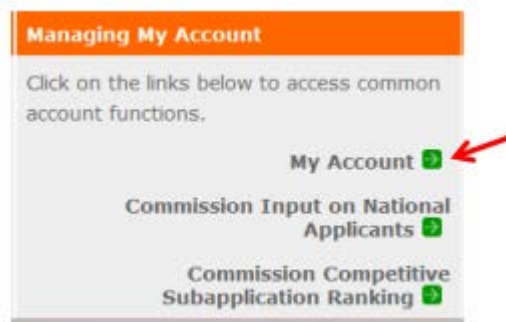 Managing My Account
Click on the links below to access common
account functions.
My Account
Commission Input on National
Applicants
Commission Competitive
Subapplication Ranking